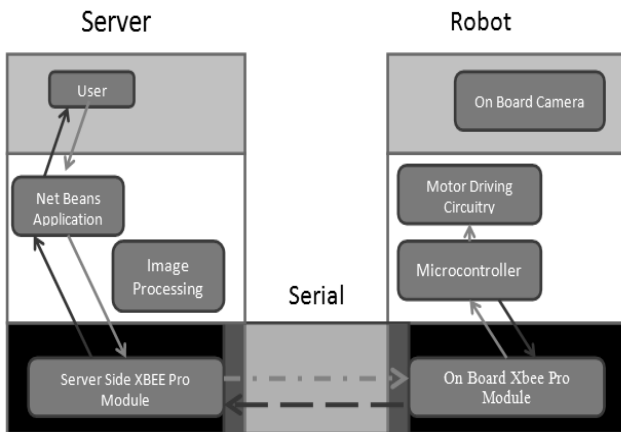 Server
Robot
User
On Board Camera
Net Beans
Application
Motor Driving
Circuitry
Image
Processing
Microcontroller
Serial
Server Side XBEE Pro
Module
On Board Xbee Pro
Module